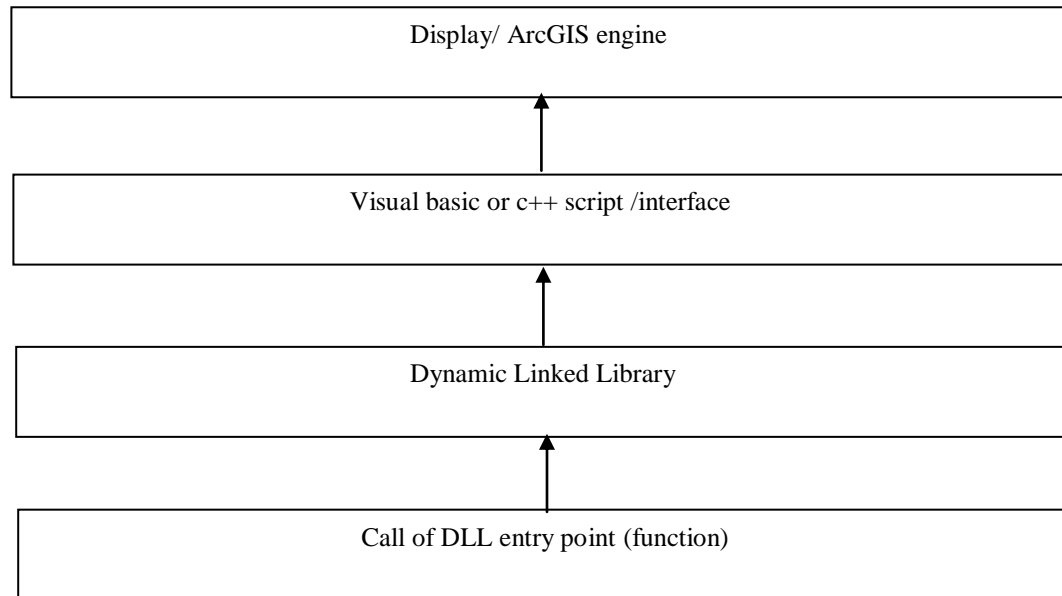 Display/ ArcGIS engine
Visual basic or c++ script /interface
Dynamic Linked Library
Call of DLL entry point (function)